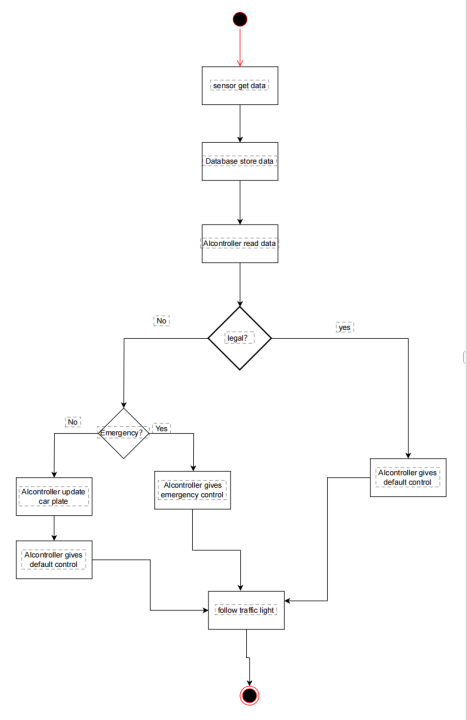 sensor get data
Database store data
AIcontroller read data
No
yes
legal?
No
Emergency?
Yes
AIcontroller update
car plate
AIcontroller gives
emergency control
AIcontroller gives
default control
AIcontroller gives
default control
follow traffic light